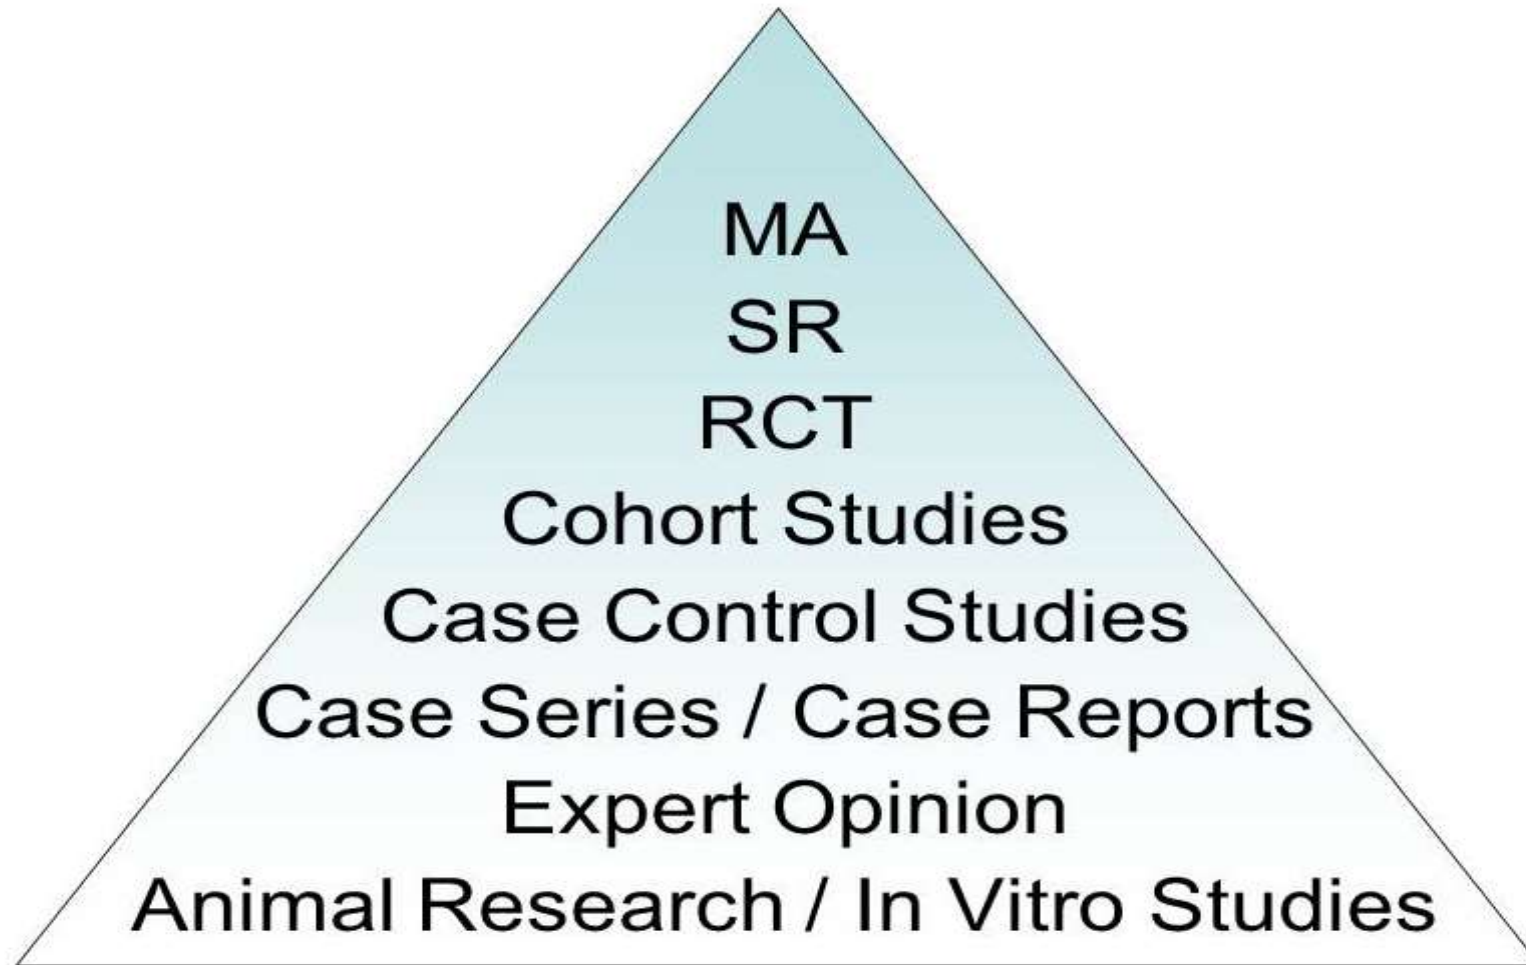 MA
SR
RCT
Cohort Studies
Case Control Studies
Case Series / Case Reports
Expert Opinion
Animal Research / In Vitro Studies